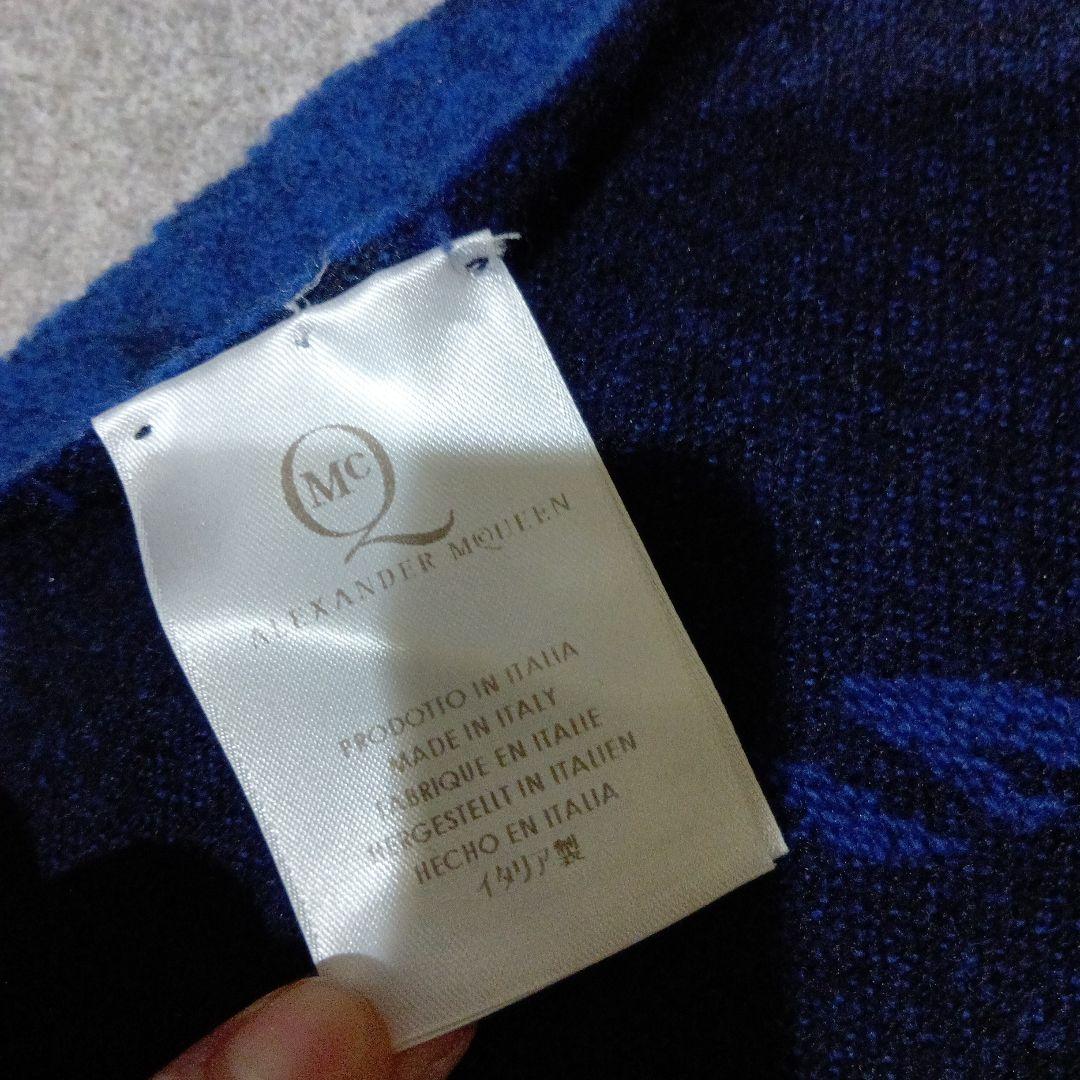 McQ
ALEXANDER McQUEEN
PRODOTTO IN ITALIA
MADE IN ITALY
FABRIQUE EN ITALIE
HERGESTELLT IN ITALIEN
HECHO EN ITALIA
イタリア製